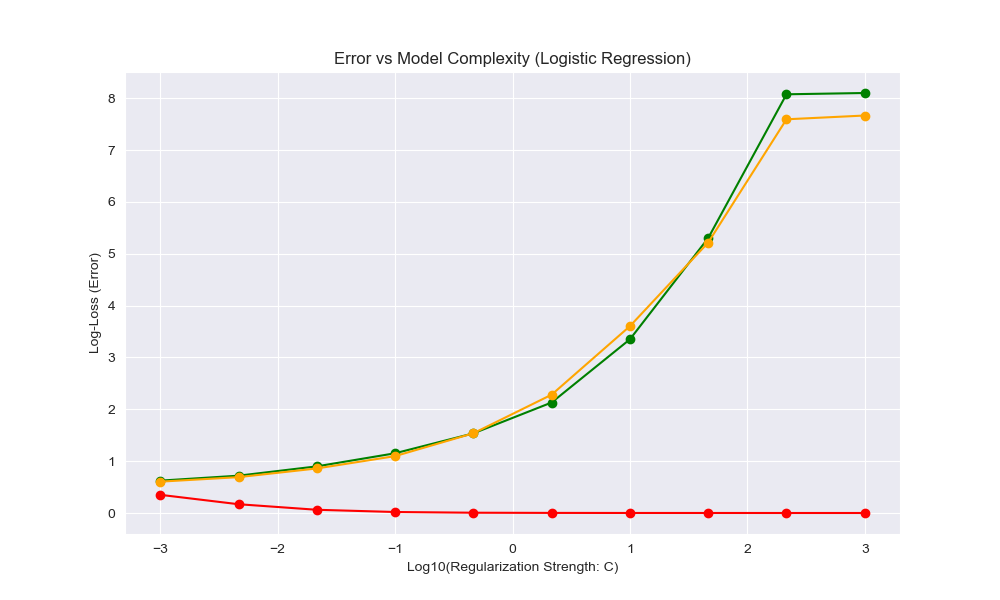 Error vs Model Complexity (Logistic Regression)
8
7
6
5
4
3
2
1
0
Log-Loss (Error)
−3 −2 −1 0 1 2 3
Log10(Regularization Strength: C)